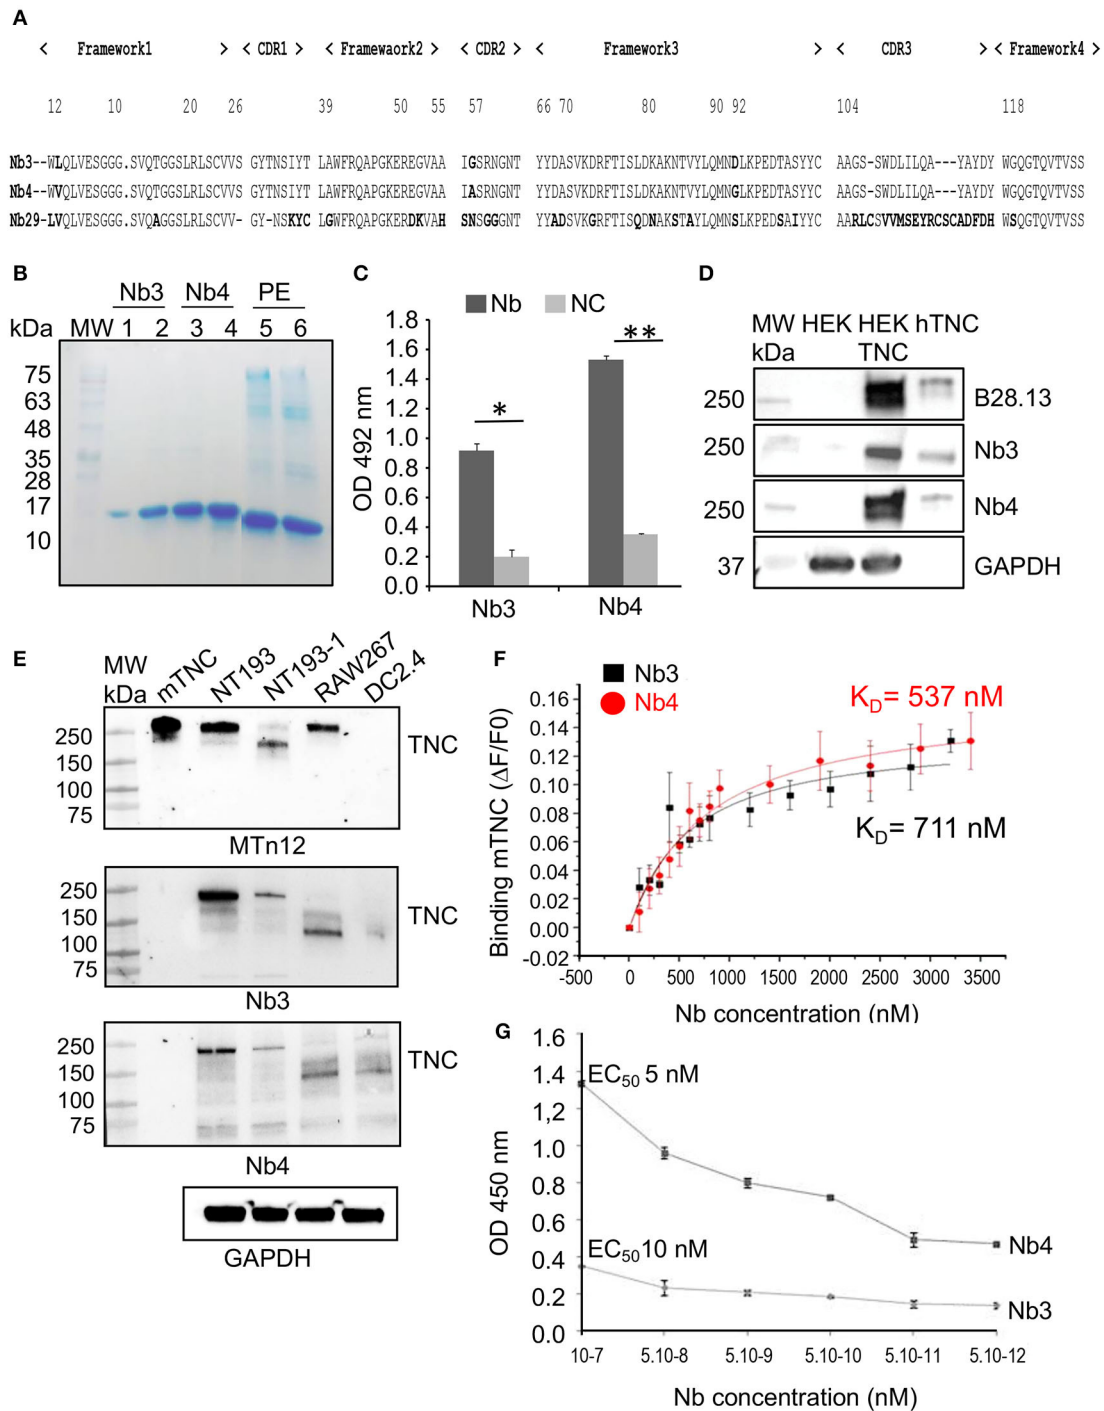 A
< Framework1 > < CDR1 > < Framewaork2 > < CDR2 > < Framework3 > < CDR3 > < Framework4 >
12 10 20 26 39 50 55 57 66 70 80 90 92 104 118
Nb3--WLQLVESGGG.SVQTGGSLRLSCVVS GYTNSIYT LAWFRQAPGKEREGVAA IGSRNGNT YYDASVKDRFTISLDKAKNTVYLQMNDLKPEDTASYYC AAGS-SWDLILQA---YAYDY WGQGTQVTVSS
Nb4--WVQLVESGGG.SVQTGGSLRLSCVVS GYTNSIYT LAWFRQAPGKEREGVAA IASRNGNT YYDASVKDRFTISLDKAKNTVYLQMNGLKPEDTASYYC AAGS-SWDLILQA---YAYDY WGQGTQVTVSS
Nb29-LVQLVESGGG.SVQAGGSLRLSCVV- GY-NSKYC LGWFRQAPGKERDKVAH SNSGGGNT YYADSVKGRFTISQDNAKSTAYLQMNSLKPEDSAIYYC AARLCSVVMSEYRCSCADFDH WSQGTQVTVSS
B
Nb3 Nb4 PE
kDa MW 1 2 3 4 5 6
75
63
48
35
28
17
10
C
Nb NC
OD 492 nm
1.8
1.6
1.4
1.2
1.0
0.8
0.6
0.4
0.2
0.0
*
**
Nb3 Nb4
D
MW HEK HEK hTNC
kDa TNC
250 B28.13
250 Nb3
250 Nb4
37 GAPDH
E
MW
kDa
mTNC
NT193
NT193-1
RAW267
DC2.4
250 TNC
150
100
75
MTn12
250 TNC
150
100
75
Nb3
250 TNC
150
100
75
Nb4
GAPDH
F
Nb3
Nb4
KD= 537 nM
KD= 711 nM
Binding mTNC (ΔF/F0)
0.16
0.14
0.12
0.10
0.08
0.06
0.04
0.02
0.00
-0.02
-500 0 500 1000 1500 2000 2500 3000 3500
Nb concentration (nM)
G
OD 450 nm
1.6
1.4
1,2
1.0
0.8
0.6
0.4
0.2
0.0
EC50 5 nM
EC50 10 nM
Nb4
Nb3
10-7 5.10-8 5.10-9 5.10-10 5.10-11 5.10-12
Nb concentration (nM)